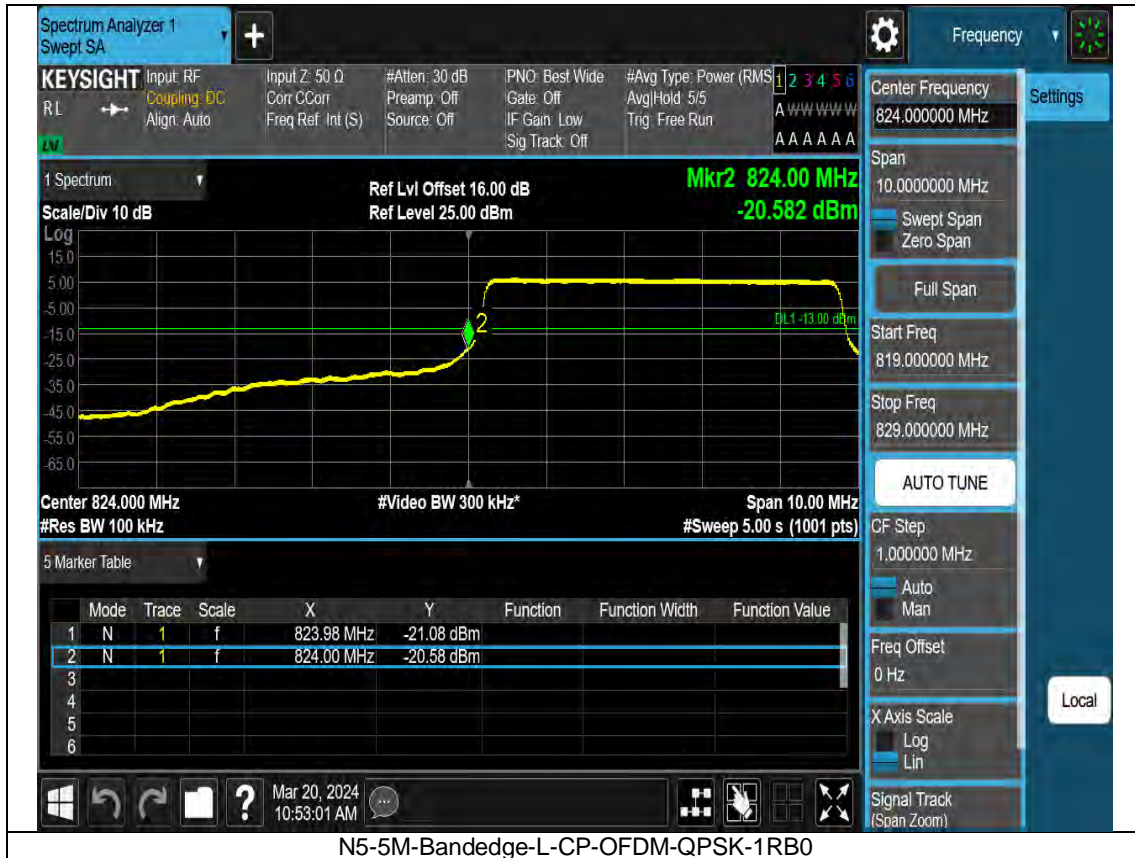 Spectrum Analyzer 1
Swept SA
+
Frequency
KEYSIGHT
RL
Input: RF
Coupling: DC
Align: Auto
Input Z: 50 Ω
Corr CCorr
Freq Ref: Int (S)
#Atten: 30 dB
Preamp: Off
Source: Off
PNO: Best Wide
Gate: Off
IF Gain: Low
Sig Track: Off
#Avg Type: Power (RMS
Avg|Hold: 5/5
Trig: Free Run
1 2 3 4 5 6
A W W W W W
A A A A A A
1 Spectrum
Scale/Div 10 dB
Ref Lvl Offset 16.00 dB
Ref Level 25.00 dBm
Mkr2 824.00 MHz
-20.582 dBm
Log
15.0
5.00
-5.00
-15.0
-25.0
-35.0
-45.0
-55.0
-65.0
2
DL1 -13.00 dBm
Center 824.000 MHz
#Video BW 300 kHz*
Span 10.00 MHz
#Res BW 100 kHz
#Sweep 5.00 s (1001 pts)
5 Marker Table
Mode Trace Scale X Y Function Function Width Function Value
1 N 1 f 823.98 MHz -21.08 dBm
2 N 1 f 824.00 MHz -20.58 dBm
3
4
5
6
Center Frequency
824.000000 MHz
Settings
Span
10.0000000 MHz
Swept Span
Zero Span
Full Span
Start Freq
819.000000 MHz
Stop Freq
829.000000 MHz
AUTO TUNE
CF Step
1.000000 MHz
Auto
Man
Freq Offset
0 Hz
X Axis Scale
Log
Lin
Local
Signal Track
(Span Zoom)
?
Mar 20, 2024
10:53:01 AM
N5-5M-Bandedge-L-CP-OFDM-QPSK-1RB0